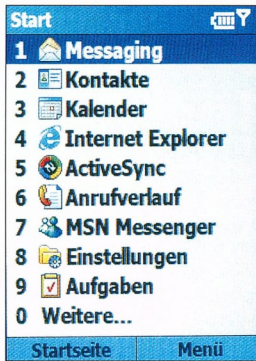 Start
1 Messaging
2 Kontakte
3 Kalender
4 Internet Explorer
5 ActiveSync
6 Anrufverlauf
7 MSN Messenger
8 Einstellungen
9 Aufgaben
0 Weitere...
Startseite Menü